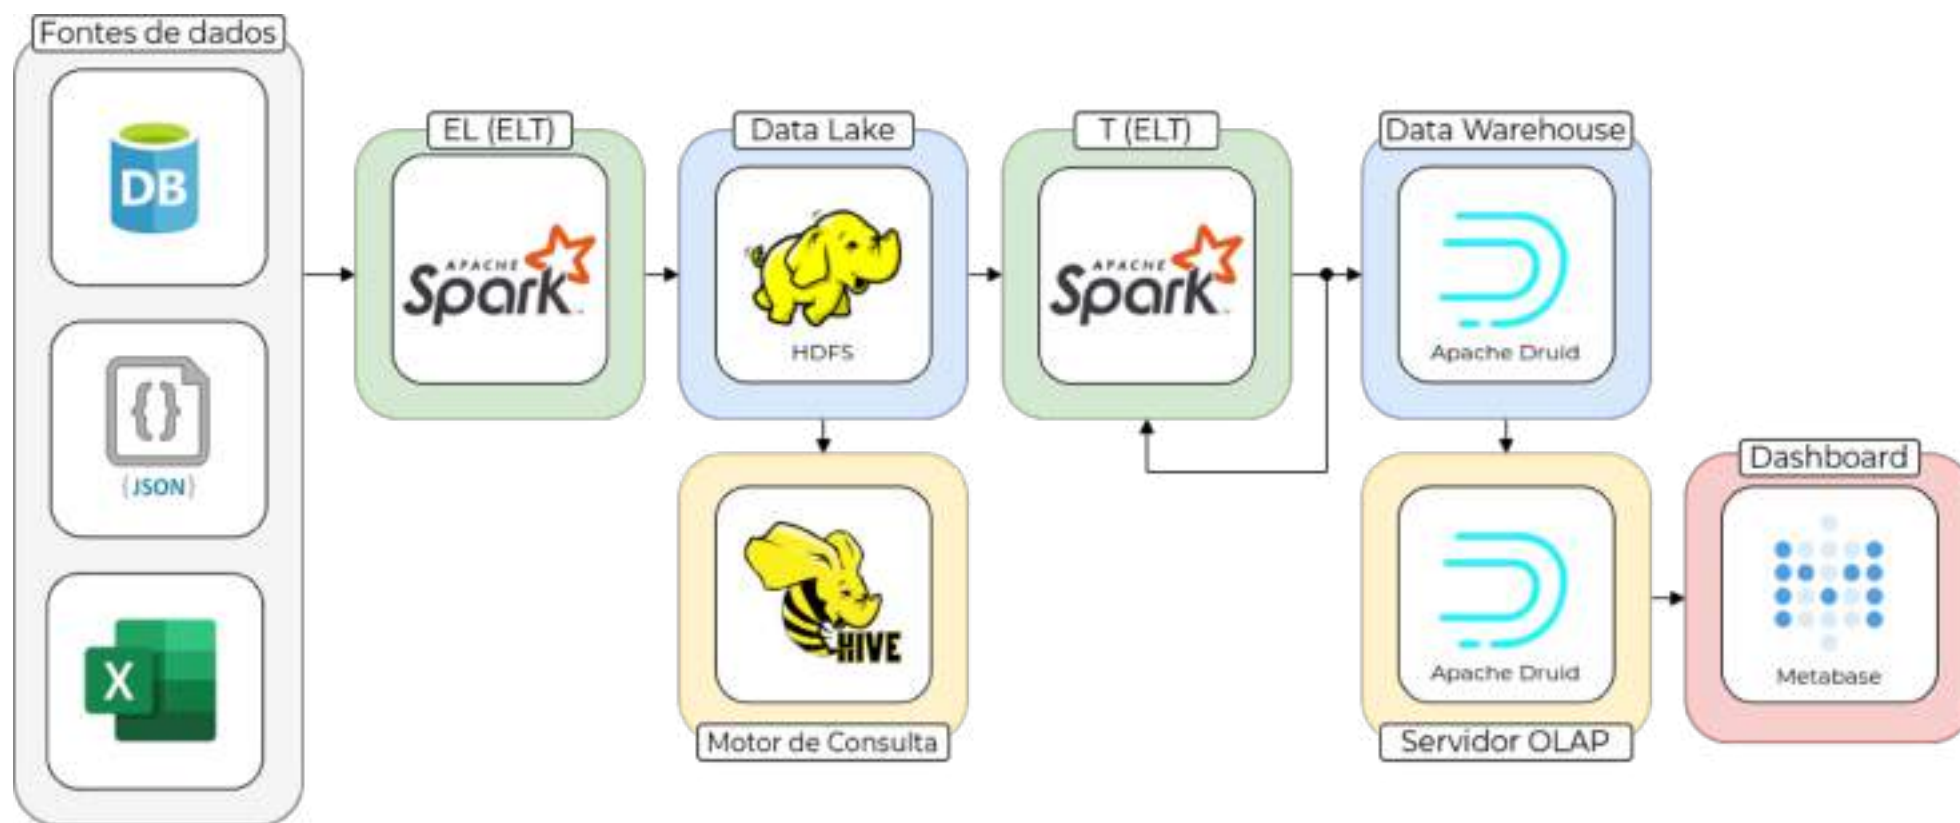 Fontes de dados
DB
{JSON}
X
EL (ELT)
APACHE
Spark
Data Lake
HDFS
HIVE
Motor de Consulta
T (ELT)
APACHE
Spark
Data Warehouse
Apache Druid
Apache Druid
Servidor OLAP
Dashboard
Metabase